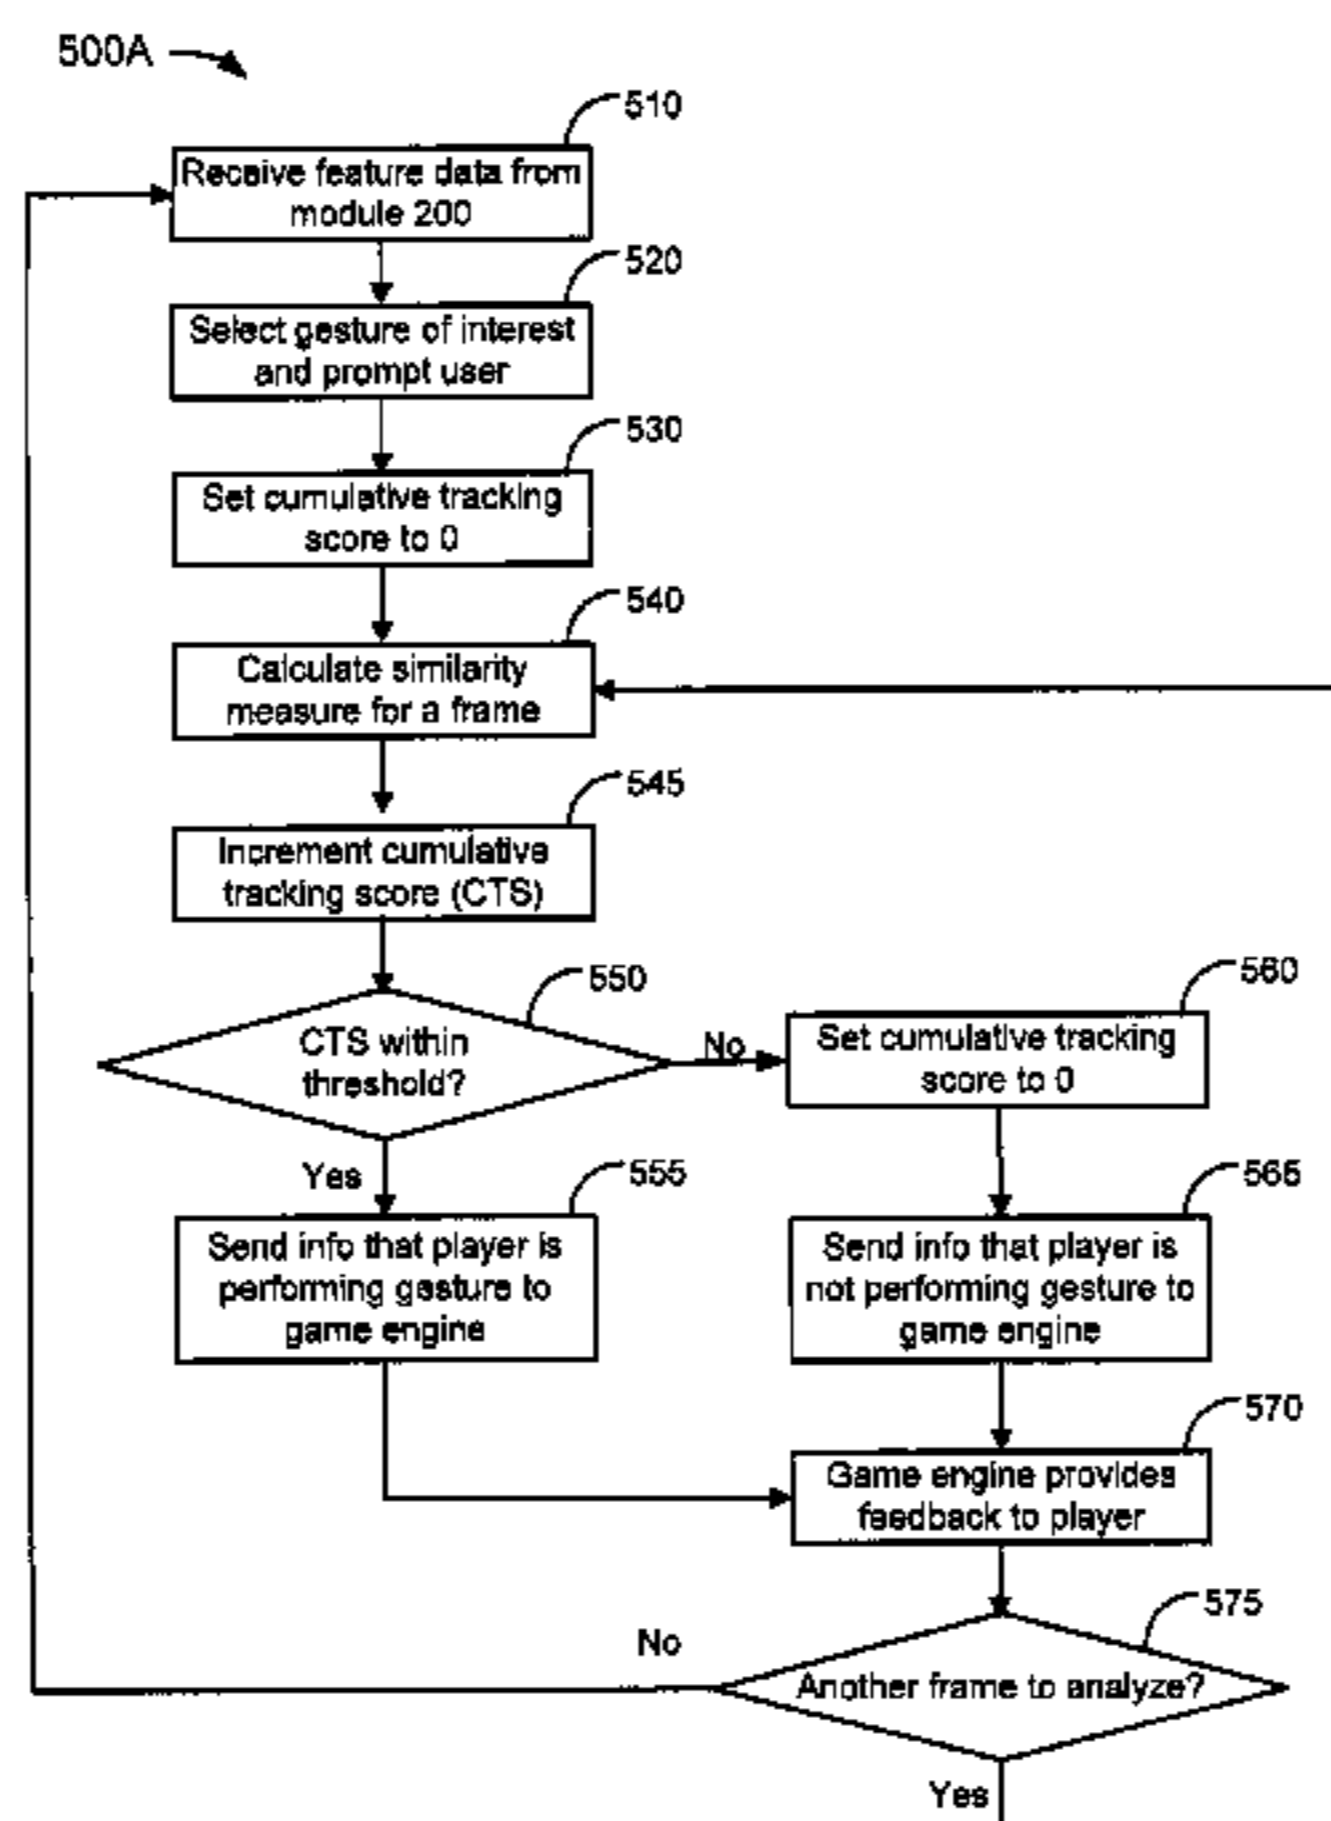 500A
510
Receive feature data from
module 200
520
Select gesture of interest
and prompt user
530
Set cumulative tracking
score to 0
540
Calculate similarity
measure for a frame
545
Increment cumulative
tracking score (CTS)
550
CTS within
threshold?
No
560
Set cumulative tracking
score to 0
Yes
555
Send info that player is
performing gesture to
game engine
565
Send info that player is
not performing gesture to
game engine
570
Game engine provides
feedback to player
575
No
Another frame to analyze?
Yes